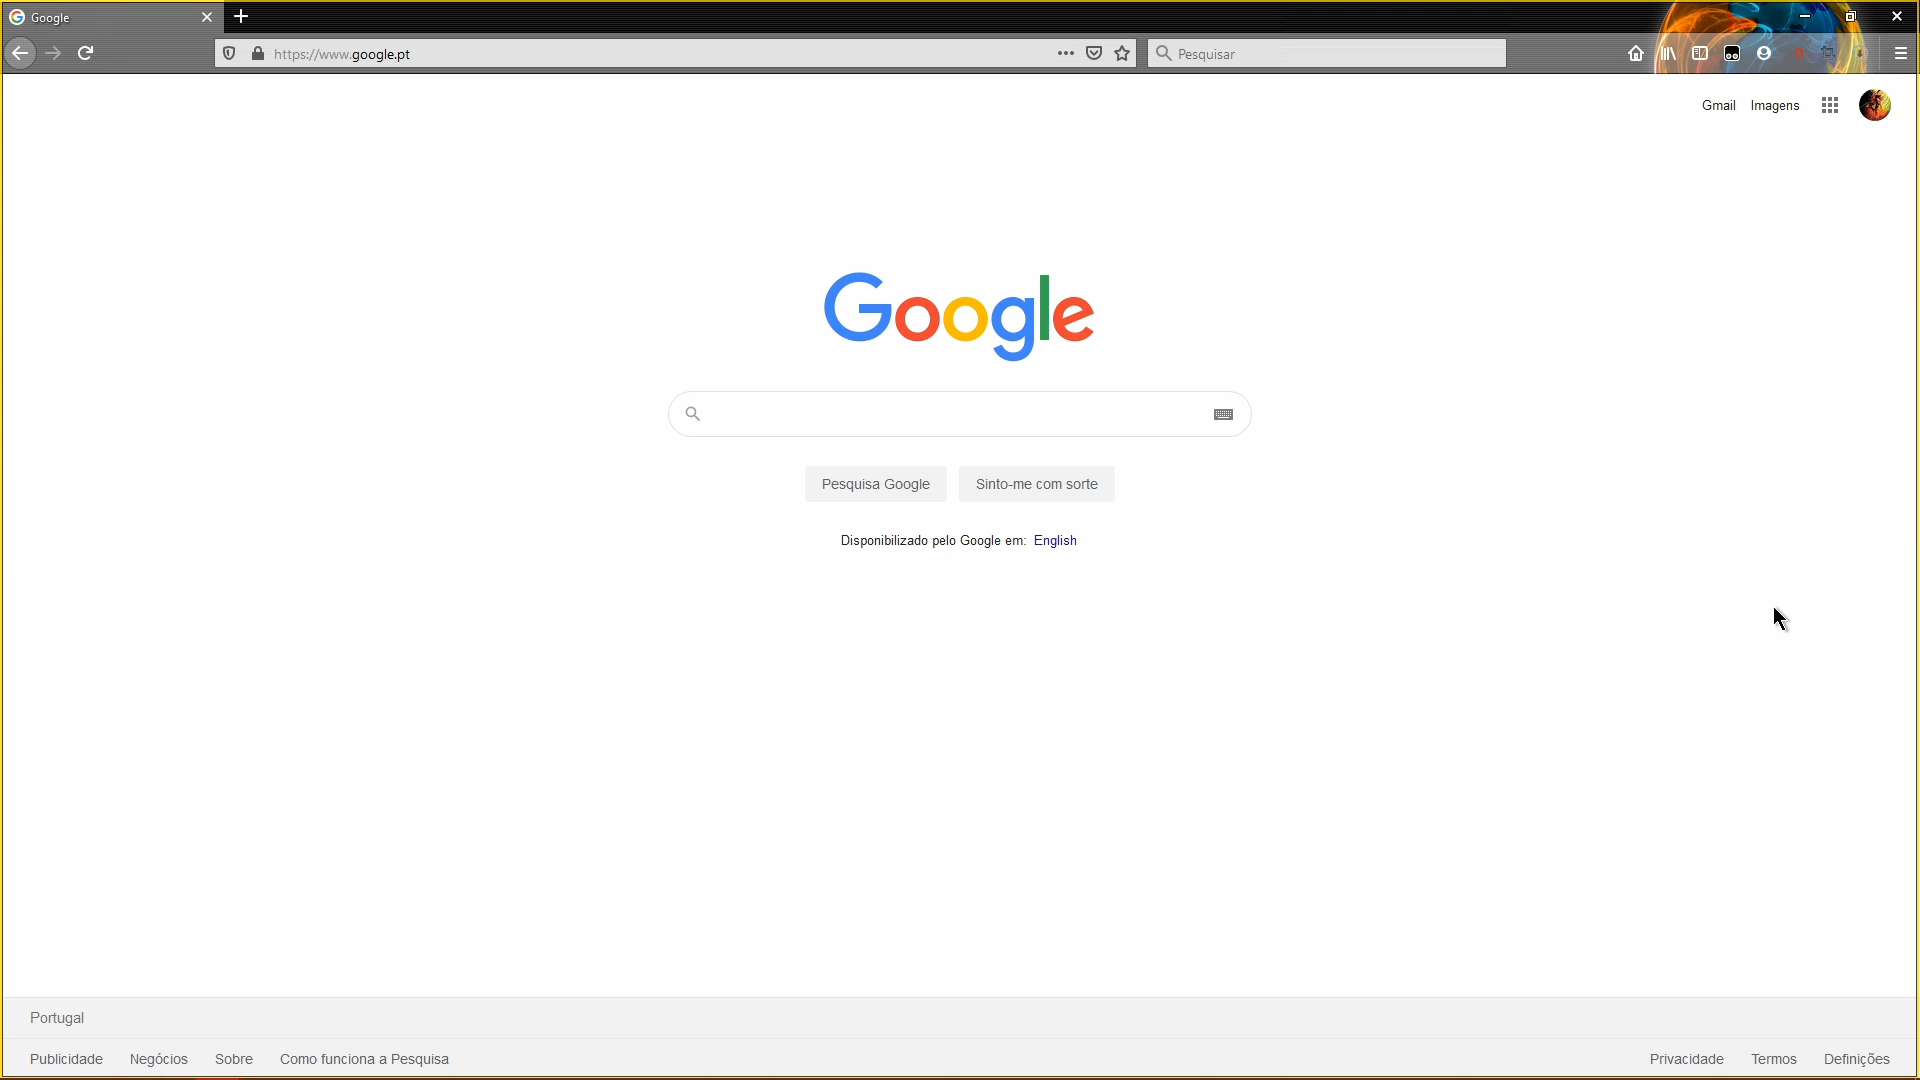 Google
https://www.google.pt
Pesquisar
Gmail Imagens
Google
Pesquisa Google Sinto-me com sorte
Disponibilizado pelo Google em: English
Portugal
Publicidade Negócios Sobre Como funciona a Pesquisa Privacidade Termos Definições